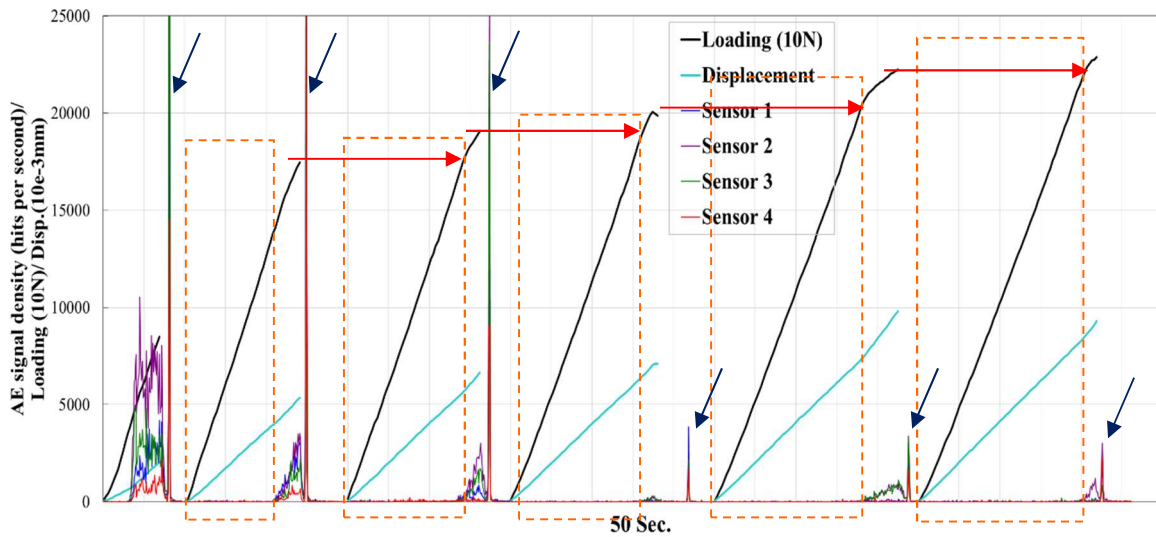 AE signal density (hits per second)/
Loading (10N)/ Disp.(10e-3mm)
25000
20000
15000
10000
5000
0
Loading (10N)
Displacement
Sensor 1
Sensor 2
Sensor 3
Sensor 4
50 Sec.